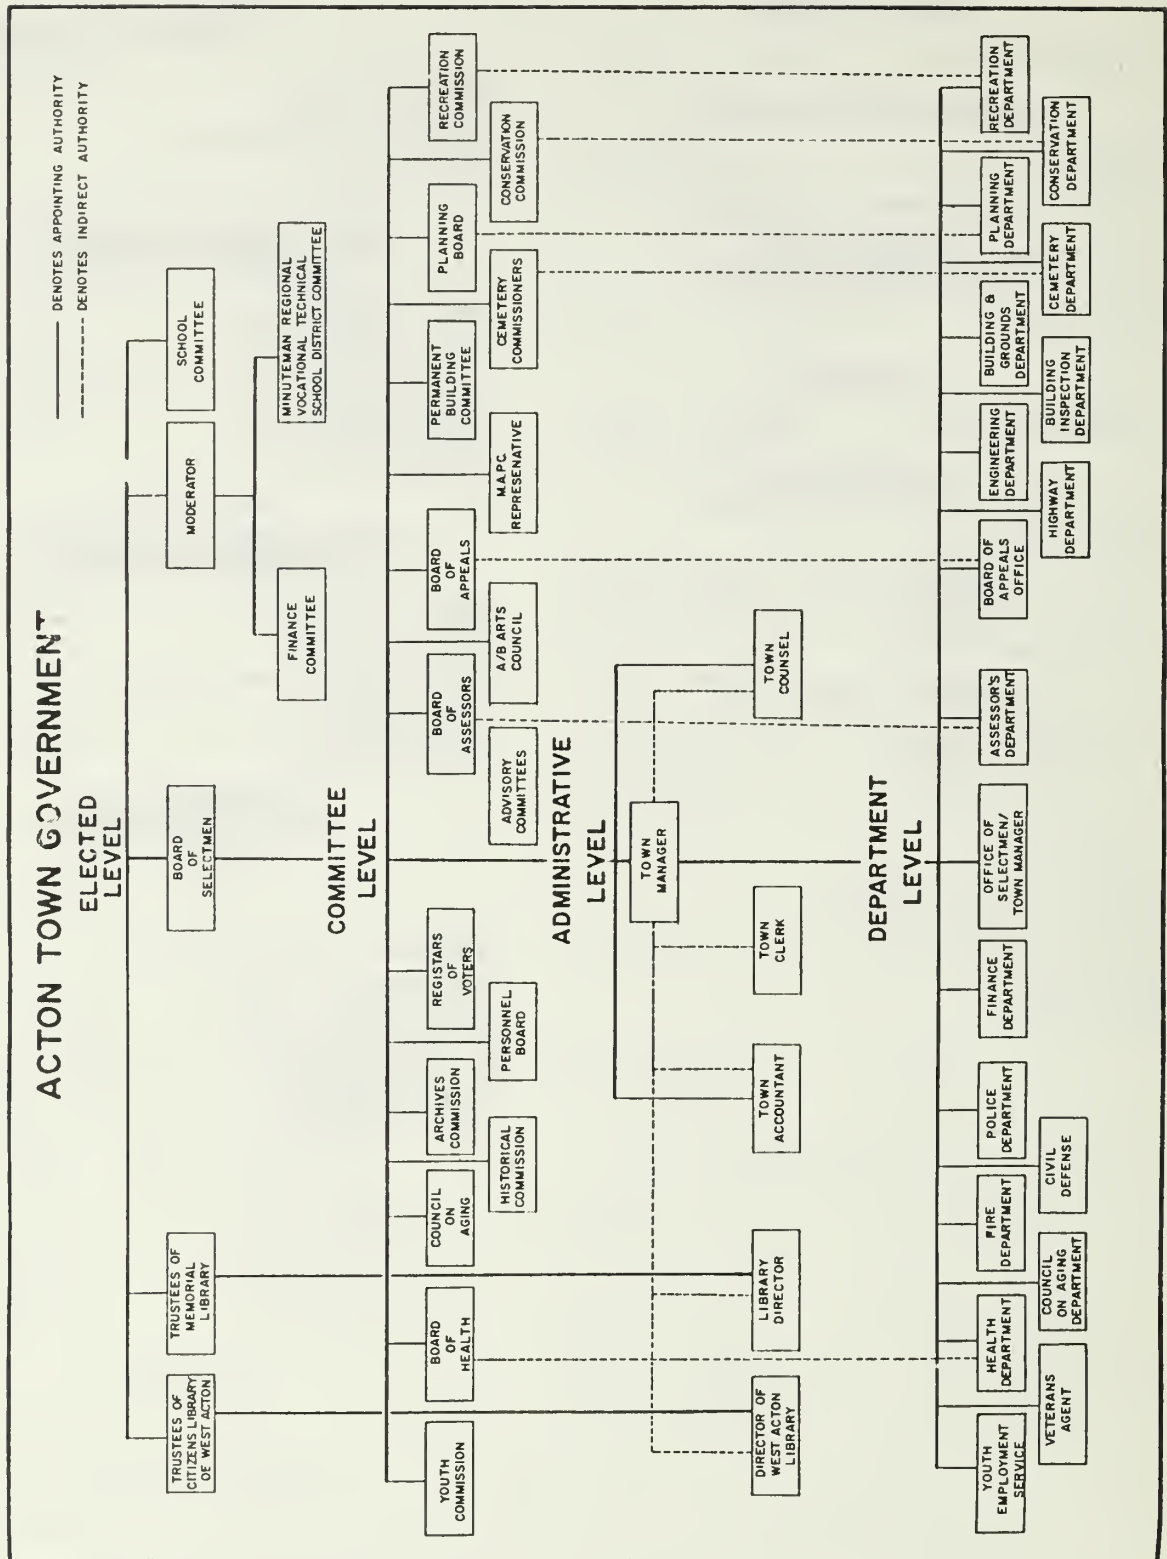 ACTON TOWN GOVERNMENT
——— DENOTES APPOINTING AUTHORITY
------- DENOTES INDIRECT AUTHORITY
ELECTED
LEVEL
TRUSTEES OF
CITIZENS LIBRARY
OF WEST ACTON
TRUSTEES OF
MEMORIAL
LIBRARY
BOARD
OF
SELECTMEN
MODERATOR
SCHOOL
COMMITTEE
FINANCE
COMMITTEE
MINUTEMAN REGIONAL
VOCATIONAL TECHNICAL
SCHOOL DISTRICT COMMITTEE
COMMITTEE
LEVEL
YOUTH
COMMISSION
BOARD
OF
HEALTH
COUNCIL
ON
AGING
ARCHIVES
COMMISSION
REGISTRARS
OF
VOTERS
BOARD
OF
ASSESSORS
BOARD
OF
APPEALS
PERMANENT
BUILDING
COMMITTEE
PLANNING
BOARD
RECREATION
COMMISSION
HISTORICAL
COMMISSION
PERSONNEL
BOARD
ADVISORY
COMMITTEES
A/B ARTS
COUNCIL
M.A.P.C.
REPRESENATIVE
CEMETERY
COMMISSIONERS
CONSERVATION
COMMISSION
ADMINISTRATIVE
LEVEL
TOWN
MANAGER
DIRECTOR OF
WEST ACTON
LIBRARY
LIBRARY
DIRECTOR
TOWN
ACCOUNTANT
TOWN
CLERK
TOWN
COUNSEL
DEPARTMENT
LEVEL
YOUTH
EMPLOYMENT
SERVICE
HEALTH
DEPARTMENT
FIRE
DEPARTMENT
POLICE
DEPARTMENT
FINANCE
DEPARTMENT
OFFICE OF
SELECTMEN/
TOWN MANAGER
ASSESSOR'S
DEPARTMENT
BOARD OF
APPEALS
OFFICE
ENGINEERING
DEPARTMENT
BUILDING &
GROUNDS
DEPARTMENT
PLANNING
DEPARTMENT
RECREATION
DEPARTMENT
VETERANS
AGENT
COUNCIL
ON AGING
DEPARTMENT
CIVIL
DEFENSE
HIGHWAY
DEPARTMENT
BUILDING
INSPECTION
DEPARTMENT
CEMETERY
DEPARTMENT
CONSERVATION
DEPARTMENT